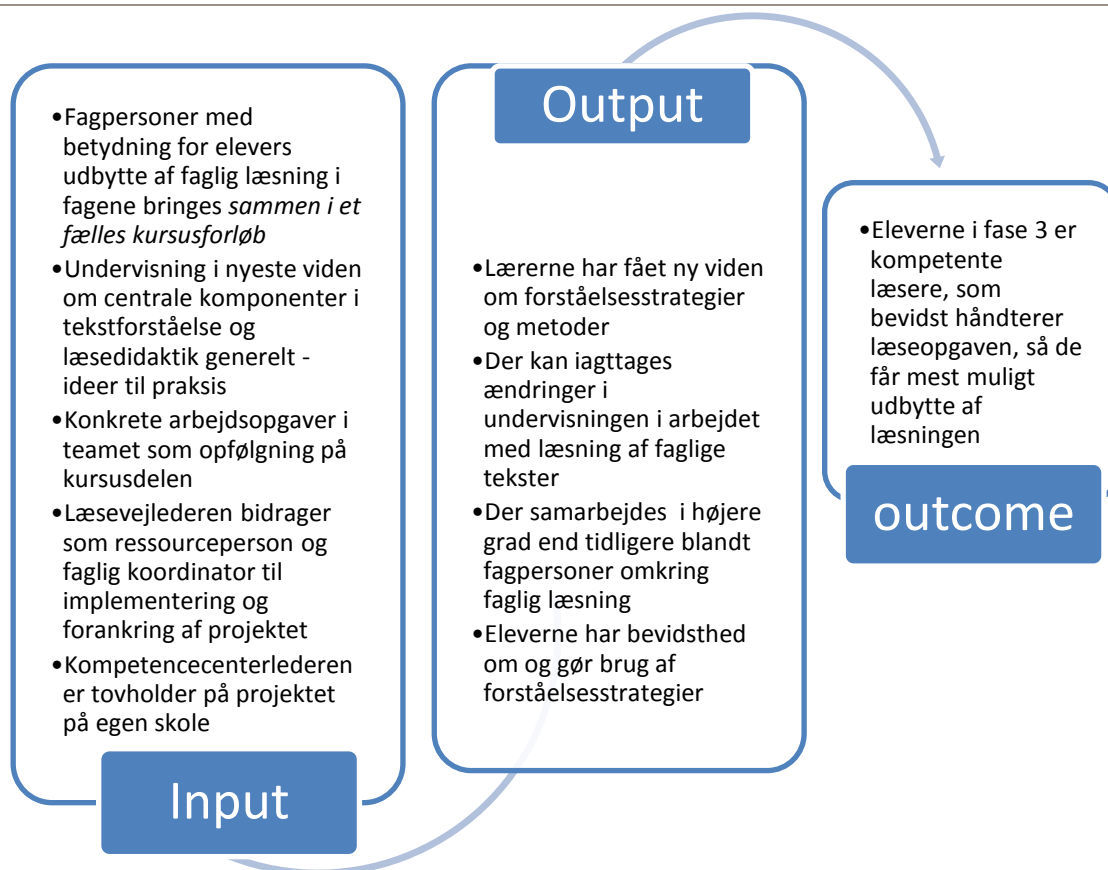 •Fagpersoner med
betydning for elevers
udbytte af faglig læsning i
fagene bringes sammen i et
fælles kursusforløb
•Undervisning i nyeste viden
om centrale komponenter i
tekstforståelse og
læsedidaktik generelt -
ideer til praksis
•Konkrete arbejdsopgaver i
teamet som opfølgning på
kursusdelen
•Læsevejlederen bidrager
som ressourceperson og
faglig koordinator til
implementering og
forankring af projektet
•Kompetencecenterlederen
er tovholder på projektet
på egen skole
Input
Output
•Lærerne har fået ny viden
om forståelsesstrategier
og metoder
•Der kan iagttages
ændringer i
undervisningen i arbejdet
med læsning af faglige
tekster
•Der samarbejdes i højere
grad end tidligere blandt
fagpersoner omkring
faglig læsning
•Eleverne har bevidsthed
om og gør brug af
forståelsesstrategier
•Eleverne i fase 3 er
kompetente
læsere, som
bevidst håndterer
læseopgaven, så de
får mest muligt
udbytte af
læsningen
outcome